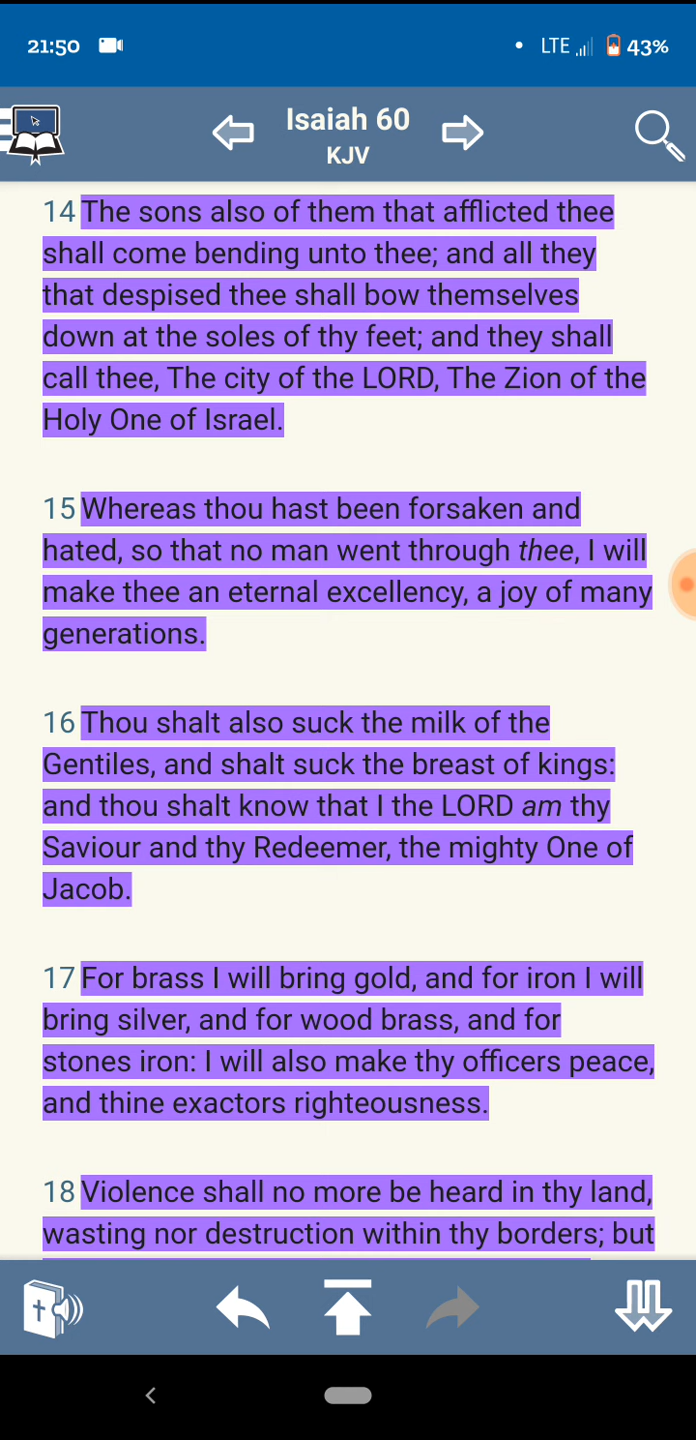 21:50 LTE 43%
Isaiah 60
KJV
14 The sons also of them that afflicted thee
shall come bending unto thee; and all they
that despised thee shall bow themselves
down at the soles of thy feet; and they shall
call thee, The city of the LORD, The Zion of the
Holy One of Israel.
15 Whereas thou hast been forsaken and
hated, so that no man went through thee, I will
make thee an eternal excellency, a joy of many
generations.
16 Thou shalt also suck the milk of the
Gentiles, and shalt suck the breast of kings:
and thou shalt know that I the LORD am thy
Saviour and thy Redeemer, the mighty One of
Jacob.
17 For brass I will bring gold, and for iron I will
bring silver, and for wood brass, and for
stones iron: I will also make thy officers peace,
and thine exactors righteousness.
18 Violence shall no more be heard in thy land,
wasting nor destruction within thy borders; but